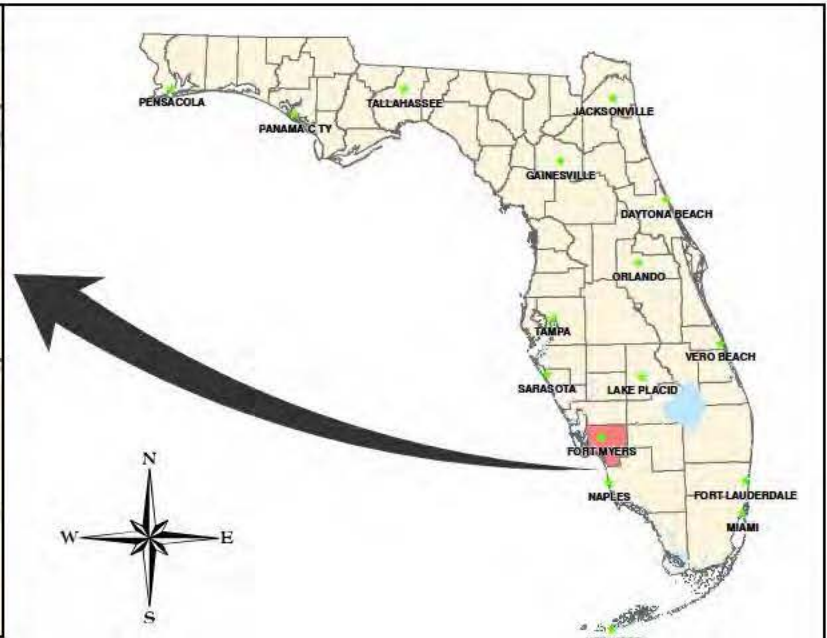 PENSACOLA
TALLAHASSEE
JACKSONVILLE
PANAMA C TY
GAINESVILLE
DAYTONA BEACH
ORLANDO
TAMPA
VERO BEACH
SARASOTA
LAKE PLACID
FORT MYERS
NAPLES
FORT LAUDERDALE
MIAMI
N
W
E
S